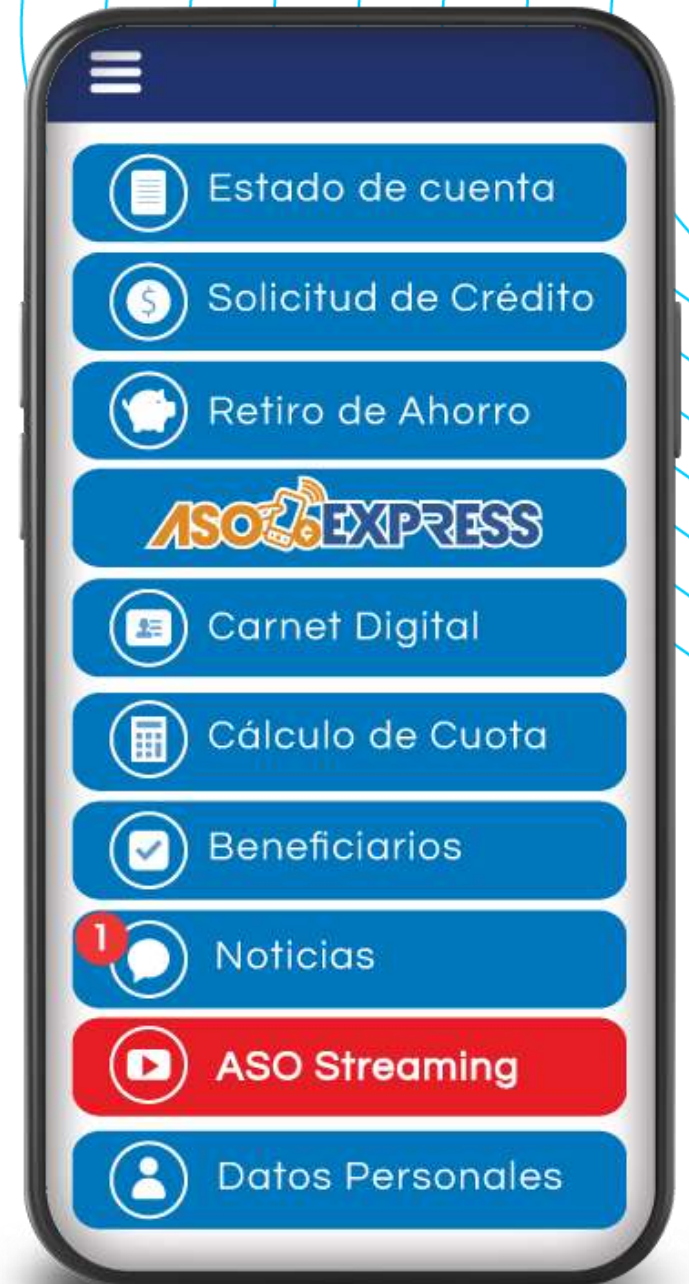 Estado de cuenta
Solicitud de Crédito
Retiro de Ahorro
ASO EXPRESS
Carnet Digital
Cálculo de Cuota
Beneficiarios
1
Noticias
ASO Streaming
Datos Personales